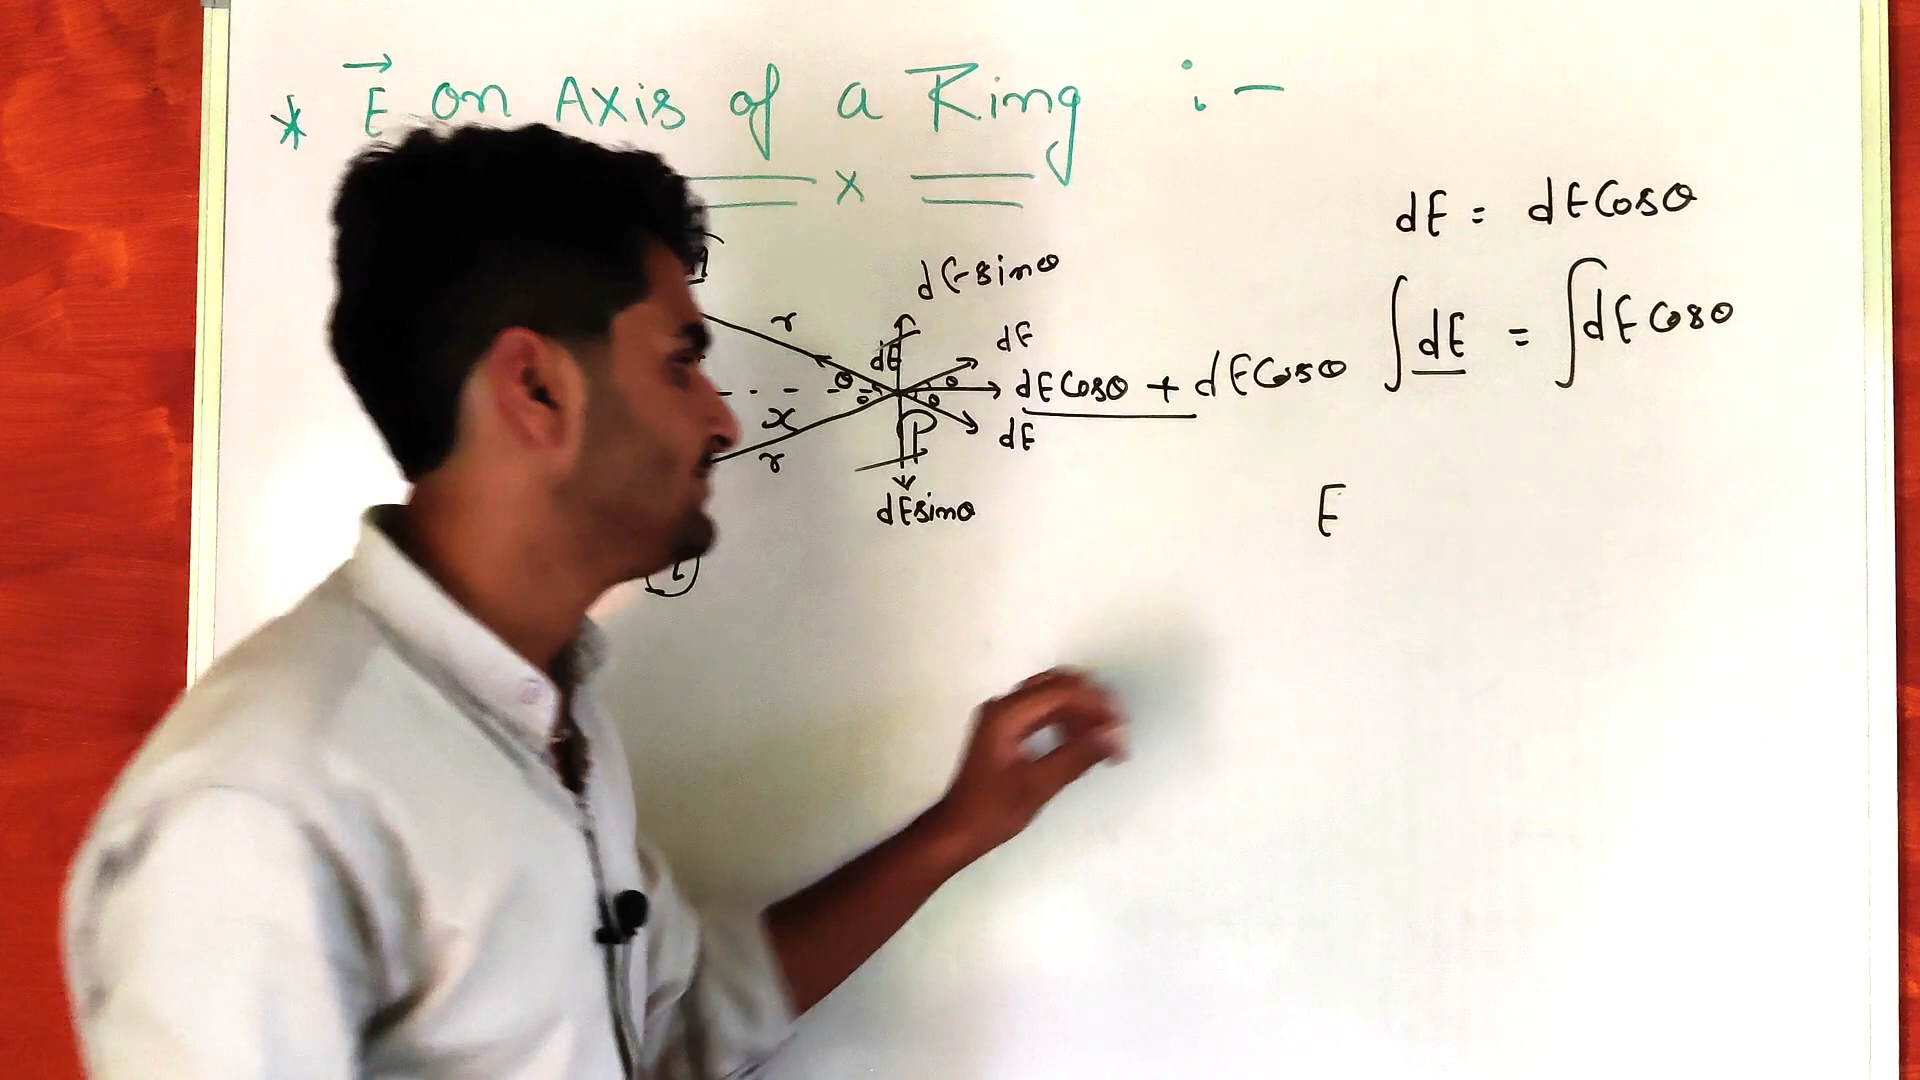 * E on Axis of a Ring :-
x
dE = dE Cosθ
dE sinθ
∫dE = ∫dE Cosθ
r
dE
dE
θ
θ
dE Cosθ + dE Cosθ
x
θ
θ
P
dE
r
dE sinθ
E